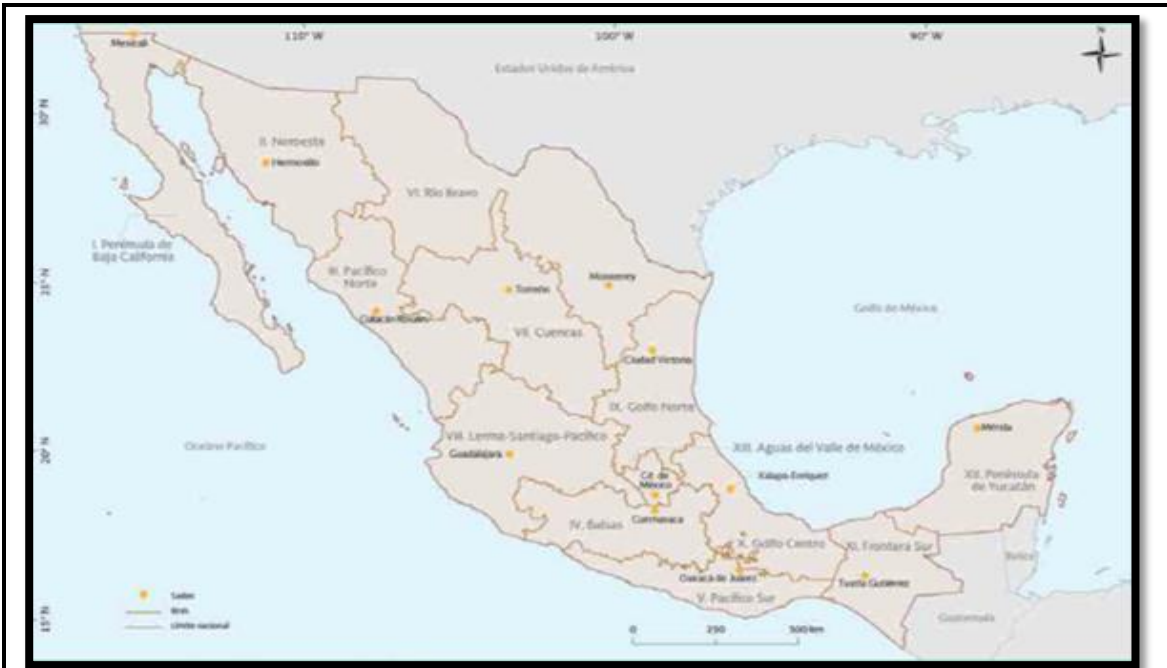 110° W
100° W
90° W
N
Mexicali
Estados Unidos de América
30° N
II. Noroeste
Hermosillo
VI. Río Bravo
I. Península de
Baja California
III. Pacífico
Norte
25° N
Monterrey
Torreón
Culiacán Rosales
Golfo de México
VII. Cuencas
Ciudad Victoria
IX. Golfo Norte
Mérida
20° N
Océano Pacífico
VIII. Lerma-Santiago-Pacífico
XIII. Aguas del Valle de México
Guadalajara
Cd. de
México
Xalapa-Enríquez
XII. Península
de Yucatán
Cuernavaca
IV. Balsas
X. Golfo Centro
XI. Frontera Sur
Belice
Oaxaca de Juárez
Tuxtla Gutiérrez
V. Pacífico Sur
Guatemala
15° N
Sedes
RHA
Límite nacional
0
250
500 km